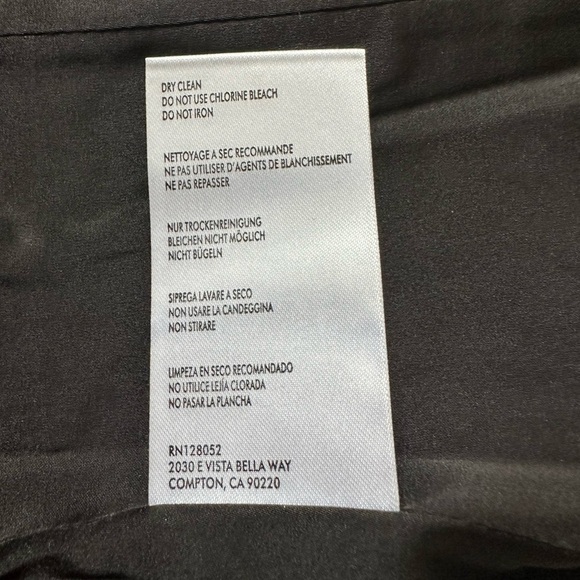 DRY CLEAN
DO NOT USE CHLORINE BLEACH
DO NOT IRON
NETTOYAGE A SEC RECOMMANDE
NE PAS UTILISER D'AGENTS DE BLANCHISSEMENT
NE PAS REPASSER
NUR TROCKENREINIGUNG
BLEICHEN NICHT MÖGLICH
NICHT BÜGELN
SIPREGA LAVARE A SECO
NON USARE LA CANDEGGINA
NON STIRARE
LIMPEZA EN SECO RECOMANDADO
NO UTILICE LEJÍA CLORADA
NO PASAR LA PLANCHA
RN128052
2030 E VISTA BELLA WAY
COMPTON, CA 90220